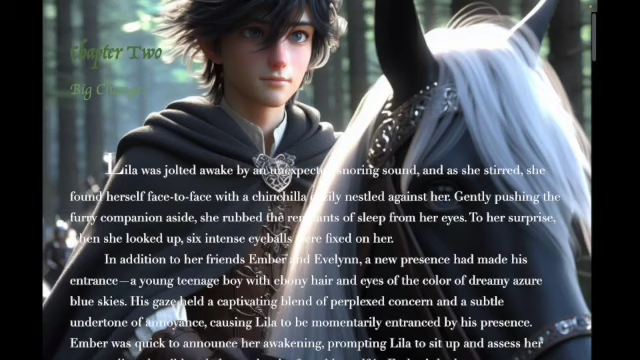 Chapter Two
Big
Lila was jolted awake by an unexpected snoring sound, and as she stirred, she
found herself face-to-face with a chinchilla nestled against her. Gently pushing the
furry companion aside, she rubbed the remnants of sleep from her eyes. To her surprise,
when she looked up, six intense eyeballs were fixed on her.
In addition to her friends Ember and Evelynn, a new presence had made his
entrance—a young teenage boy with ebony hair and eyes of the color of dreamy azure
blue skies. His gaze held a captivating blend of perplexed concern and a subtle
undertone of annoyance, causing Lila to be momentarily entranced by his presence.
Ember was quick to announce her awakening, prompting Lila to sit up and assess her